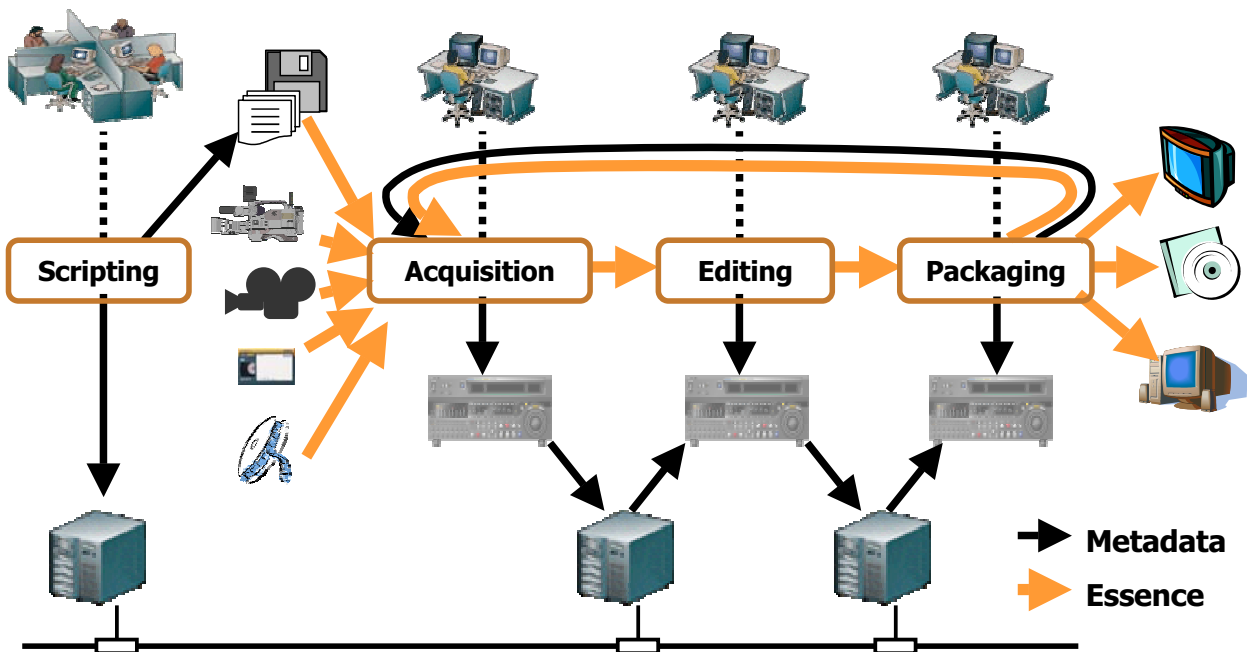 Scripting
Acquisition
Editing
Packaging
Metadata
Essence